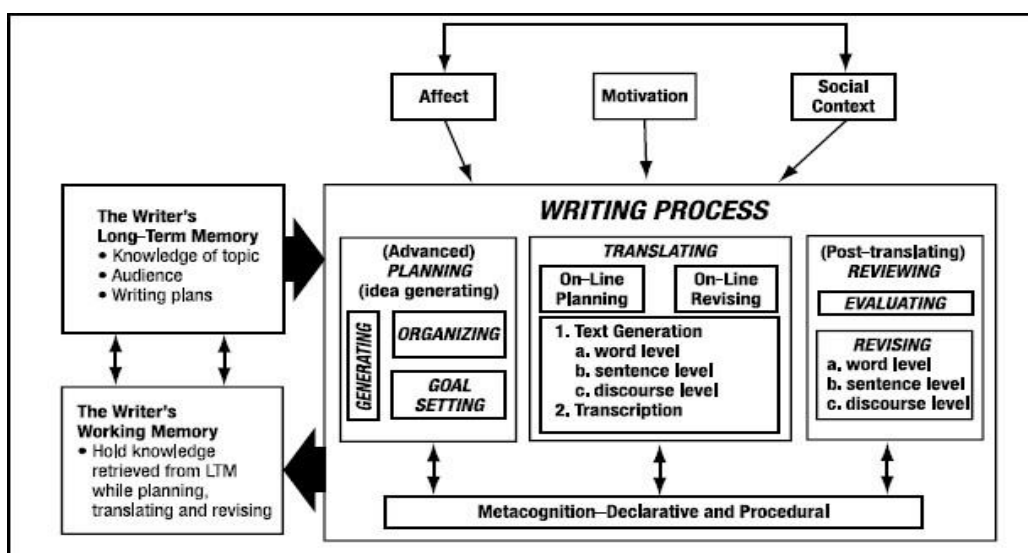 Affect
Motivation
Social
Context
The Writer's
Long–Term Memory
• Knowledge of topic
• Audience
• Writing plans
The Writer's
Working Memory
• Hold knowledge
retrieved from LTM
while planning,
translating and revising
WRITING PROCESS
(Advanced)
PLANNING
(idea generating)
GENERATING
ORGANIZING
GOAL
SETTING
TRANSLATING
On–Line
Planning
On–Line
Revising
1. Text Generation
a. word level
b. sentence level
c. discourse level
2. Transcription
(Post–translating)
REVIEWING
EVALUATING
REVISING
a. word level
b. sentence level
c. discourse level
Metacognition–Declarative and Procedural